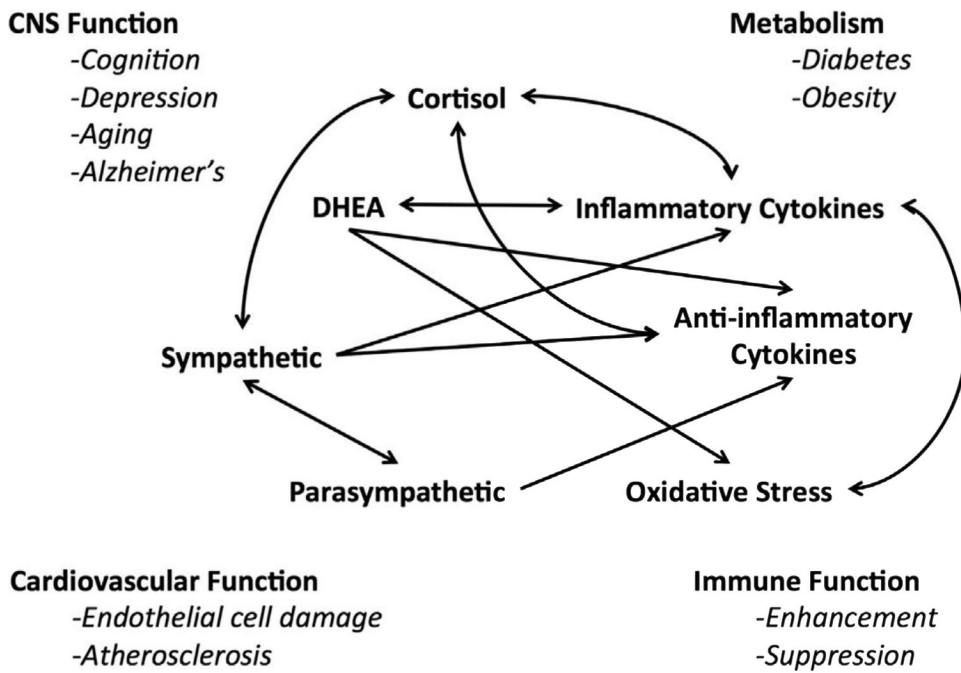 CNS Function
-Cognition
-Depression
-Aging
-Alzheimer’s
Metabolism
-Diabetes
-Obesity
Cortisol
DHEA
Inflammatory Cytokines
Anti-inflammatory
Cytokines
Sympathetic
Parasympathetic
Oxidative Stress
Cardiovascular Function
-Endothelial cell damage
-Atherosclerosis
Immune Function
-Enhancement
-Suppression